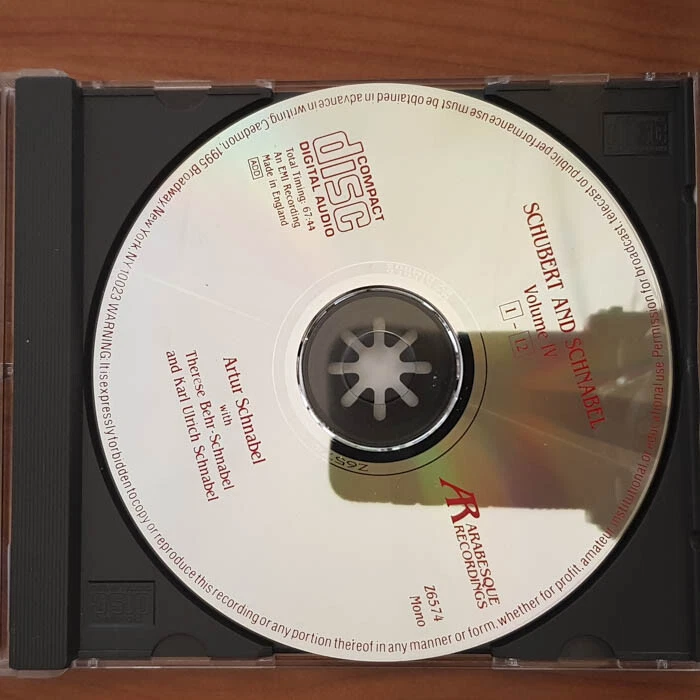 SCHUBERT AND SCHNABEL
Volume IV
1 - 12
COMPACT
disc
DIGITAL AUDIO
Total Timing: 67:44
An EMI Recording
Made in England
ADD
AR
ARABESQUE
RECORDINGS
Z6574
Mono
Artur Schnabel
with
Therese Behr-Schnabel
and Karl Ulrich Schnabel
Caedmon, 1995 Broadway, New York, NY 10023 WARNING: It is expressly forbidden to copy or reproduce this recording or any portion thereof in any manner or form, whether for profit, amateur, institutional or educational use. Permission for broadcast, telecast or public performance use must be obtained in advance in writing.